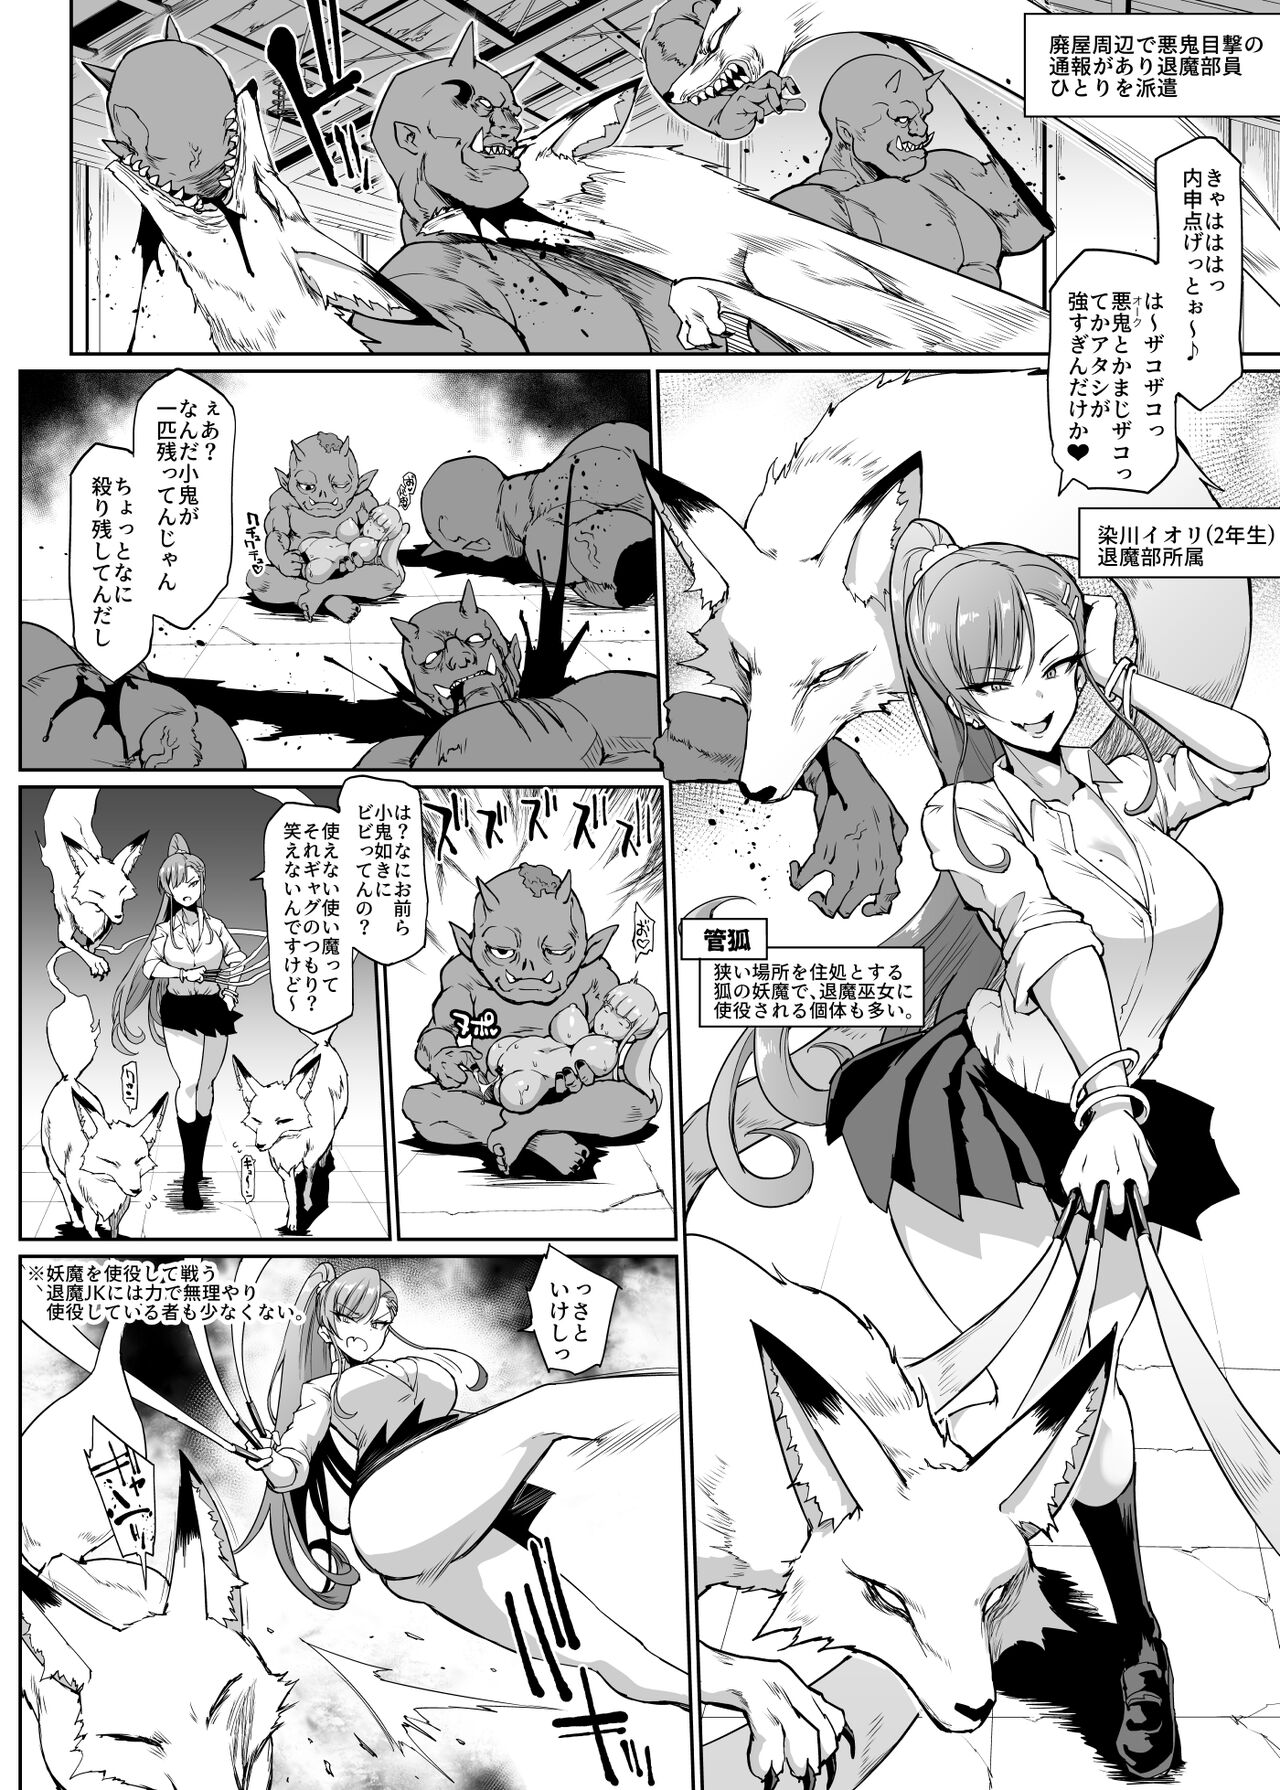 廃屋周辺で悪鬼目撃の
通報があり退魔部員
ひとりを派遣
きゃはははっ
内申点げっとぉ〜♪
は〜ザコザコっ
悪鬼とかまじザコっ
オーク
てかアタシが
強すぎんだけか♥
染川イオリ(2年生)
退魔部所属
管狐
狭い場所を住処とする
狐の妖魔で、退魔巫女に
使役される個体も多い。
ぇあ?
なんだ小鬼が
一匹残ってんじゃん
ちょっとなに
殺り残してんだし
クチュクチュ♡
ズズズズ
お♡
は?なにお前ら
小鬼如きに
ビビってんの?
使えない使い魔って
それギャグのつもり?
笑えないんですけど〜
っさと
いけしっ
※妖魔を使役して戦う
退魔JKには力で無理やり
使役している者も少なくない。